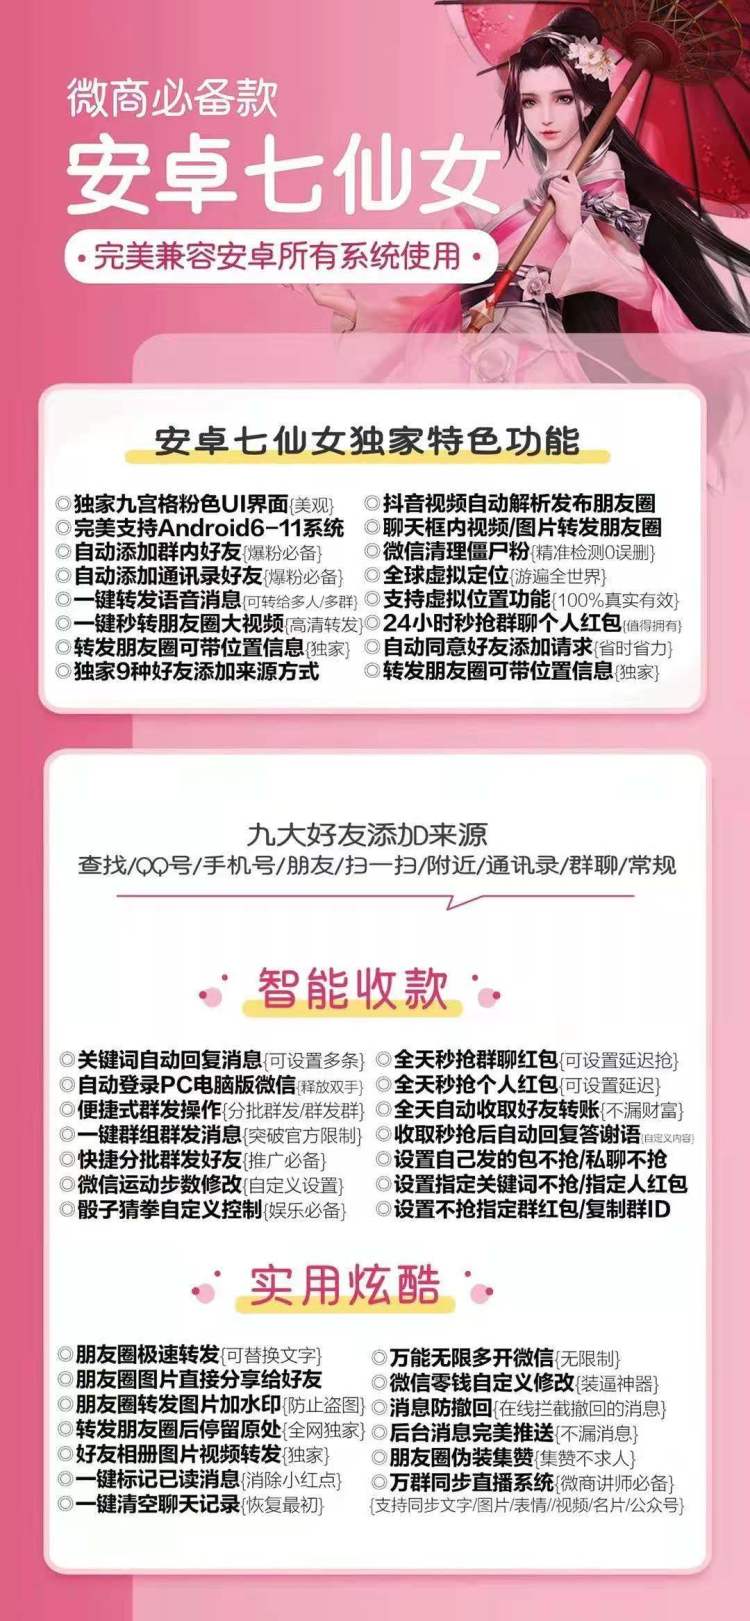 微商必备款
安卓七仙女
·完美兼容安卓所有系统使用·
安卓七仙女独家特色功能
◎独家九宫格粉色UI界面{美观}
◎完美支持Android6-11系统
◎自动添加群内好友{爆粉必备}
◎自动添加通讯录好友{爆粉必备}
◎一键转发语音消息{可转给多人/多群}
◎一键秒转朋友圈大视频{高清转发}
◎转发朋友圈可带位置信息{独家}
◎独家9种好友添加来源方式
◎抖音视频自动解析发布朋友圈
◎聊天框内视频/图片转发朋友圈
◎微信清理僵尸粉{精准检测0误删}
◎全球虚拟定位{游遍全世界}
◎支持虚拟位置功能{100%真实有效}
◎24小时秒抢群聊个人红包{值得拥有}
◎自动同意好友添加请求{省时省力}
◎转发朋友圈可带位置信息{独家}
九大好友添加来源
查找/QQ号/手机号/朋友/扫一扫/附近/通讯录/群聊/常规
智能收款
◎关键词自动回复消息{可设置多条}
◎自动登录PC电脑版微信{释放双手}
◎便捷式群发操作{分批群发/群发群}
◎一键群组群发消息{突破官方限制}
◎快捷分批群发好友{推广必备}
◎微信运动步数修改{自定义设置}
◎骰子猜拳自定义控制{娱乐必备}
◎全天秒抢群聊红包{可设置延迟抢}
◎全天秒抢个人红包{可设置延迟}
◎全天自动收取好友转账{不漏财富}
◎收取秒抢后自动回复答谢语{自定义内容}
◎设置自己发的包不抢/私聊不抢
◎设置指定关键词不抢/指定人红包
◎设置不抢指定群红包/复制群ID
实用炫酷
◎朋友圈极速转发{可替换文字}
◎朋友圈图片直接分享给好友
◎朋友圈转发图片加水印{防止盗图}
◎转发朋友圈后停留原处{全网独家}
◎好友相册图片视频转发{独家}
◎一键标记已读消息{消除小红点}
◎一键清空聊天记录{恢复最初}
◎万能无限多开微信{无限制}
◎微信零钱自定义修改{装逼神器}
◎消息防撤回{在线拦截撤回的消息}
◎后台消息完美推送{不漏消息}
◎朋友圈伪装集赞{集赞不求人}
◎万群同步直播系统{微商讲师必备}
{支持同步文字/图片/表情//视频/名片/公众号}